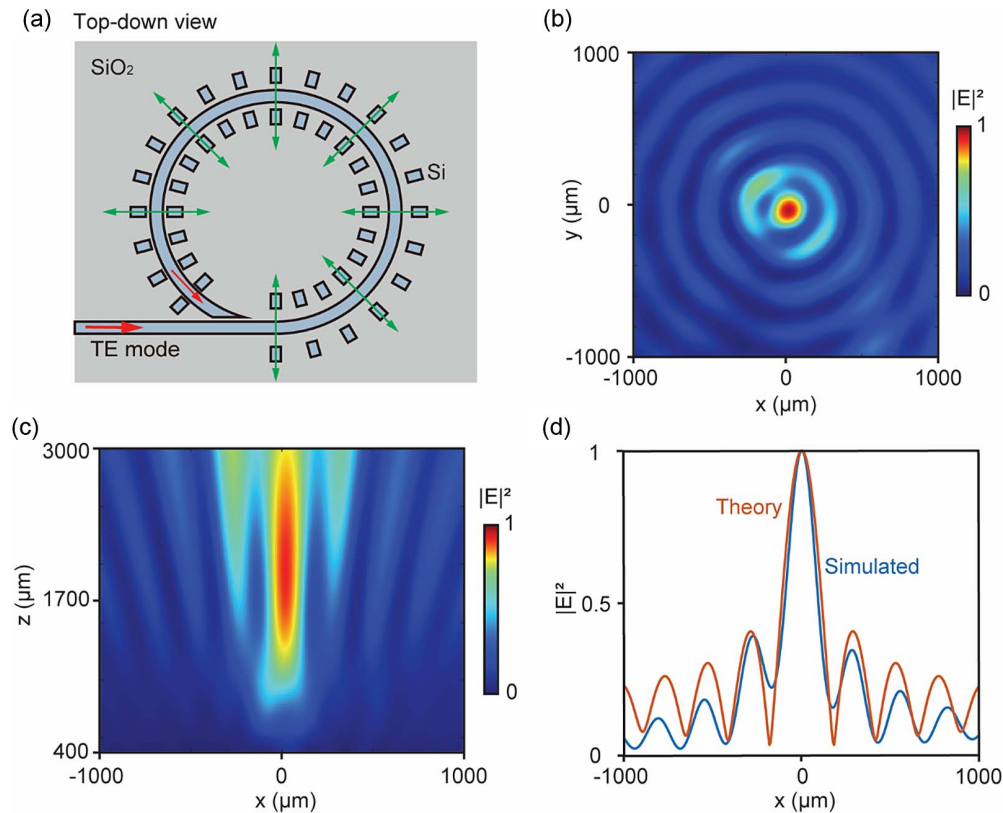 (a) Top-down view
SiO₂
Si
TE mode
(b)
1000
0
-1000
y (µm)
-1000 0 1000
x (µm)
|E|²
1
0
(c)
3000
1700
400
z (µm)
-1000 0 1000
x (µm)
|E|²
1
0
(d)
1
0.5
0
|E|²
Theory
Simulated
-1000 0 1000
x (µm)